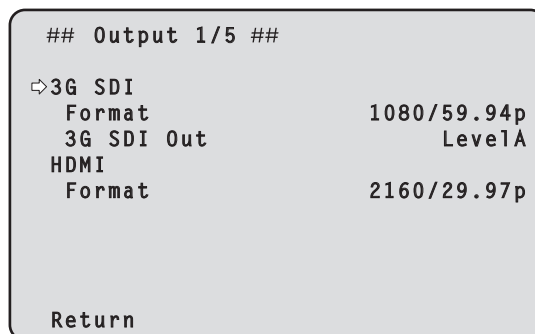 ## Output 1/5 ##
⇨3G SDI
Format 1080/59.94p
3G SDI Out LevelA
HDMI
Format 2160/29.97p
Return